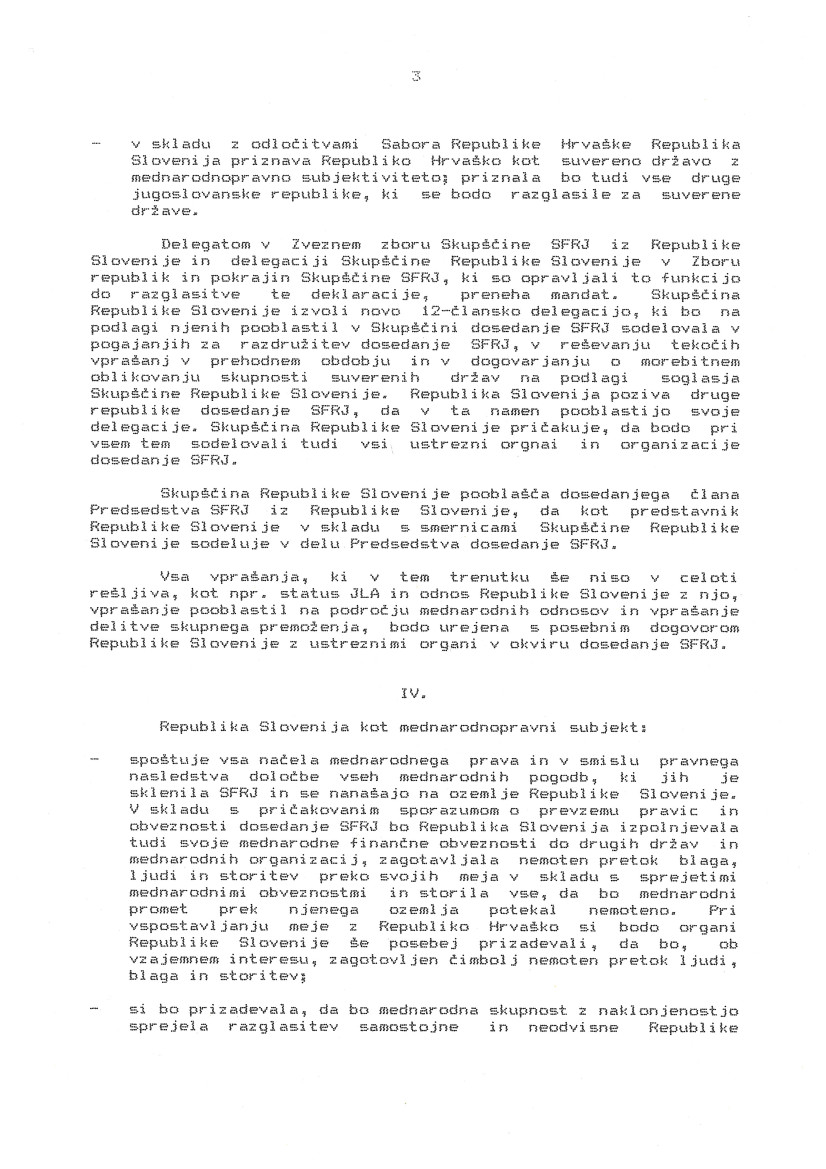 3
– v skladu z odločitvami Sabora Republike Hrvaške Republika
Slovenija priznava Republiko Hrvaško kot suvereno državo z
mednarodnopravno subjektiviteto; priznala bo tudi vse druge
jugoslovanske republike, ki se bodo razglasile za suverene
države.
Delegatom v Zveznem zboru Skupščine SFRJ iz Republike
Slovenije in delegaciji Skupščine Republike Slovenije v Zboru
republik in pokrajin Skupščine SFRJ, ki so opravljali to funkcijo
do razglasitve te deklaracije, preneha mandat. Skupščina
Republike Slovenije izvoli novo 12-člansko delegacijo, ki bo na
podlagi njenih pooblastil v Skupščini dosedanje SFRJ sodelovala v
pogajanjih za razdružitev dosedanje SFRJ, v reševanju tekočih
vprašanj v prehodnem obdobju in v dogovarjanju o morebitnem
oblikovanju skupnosti suverenih držav na podlagi soglasja
Skupščine Republike Slovenije. Republika Slovenija poziva druge
republike dosedanje SFRJ, da v ta namen pooblastijo svoje
delegacije. Skupščina Republike Slovenije pričakuje, da bodo pri
vsem tem sodelovali tudi vsi ustrezni orgnai in organizacije
dosedanje SFRJ.
Skupščina Republike Slovenije pooblašča dosedanjega člana
Predsedstva SFRJ iz Republike Slovenije, da kot predstavnik
Republike Slovenije v skladu s smernicami Skupščine Republike
Slovenije sodeluje v delu Predsedstva dosedanje SFRJ.
Vsa vprašanja, ki v tem trenutku še niso v celoti
rešljiva, kot npr. status JLA in odnos Republike Slovenije z njo,
vprašanje pooblastil na področju mednarodnih odnosov in vprašanje
delitve skupnega premoženja, bodo urejena s posebnim dogovorom
Republike Slovenije z ustreznimi organi v okviru dosedanje SFRJ.
IV.
Republika Slovenija kot mednarodnopravni subjekt:
– spoštuje vsa načela mednarodnega prava in v smislu pravnega
nasledstva določbe vseh mednarodnih pogodb, ki jih je
sklenila SFRJ in se nanašajo na ozemlje Republike Slovenije.
V skladu s pričakovanim sporazumom o prevzemu pravic in
obveznosti dosedanje SFRJ bo Republika Slovenija izpolnjevala
tudi svoje mednarodne finančne obveznosti do drugih držav in
mednarodnih organizacij, zagotavljala nemoten pretok blaga,
ljudi in storitev preko svojih meja v skladu s sprejetimi
mednarodnimi obveznostmi in storila vse, da bo mednarodni
promet prek njenega ozemlja potekal nemoteno. Pri
vspostavljanju meje z Republiko Hrvaško si bodo organi
Republike Slovenije še posebej prizadevali, da bo, ob
vzajemnem interesu, zagotovljen čimbolj nemoten pretok ljudi,
blaga in storitev;
– si bo prizadevala, da bo mednarodna skupnost z naklonjenostjo
sprejela razglasitev samostojne in neodvisne Republike